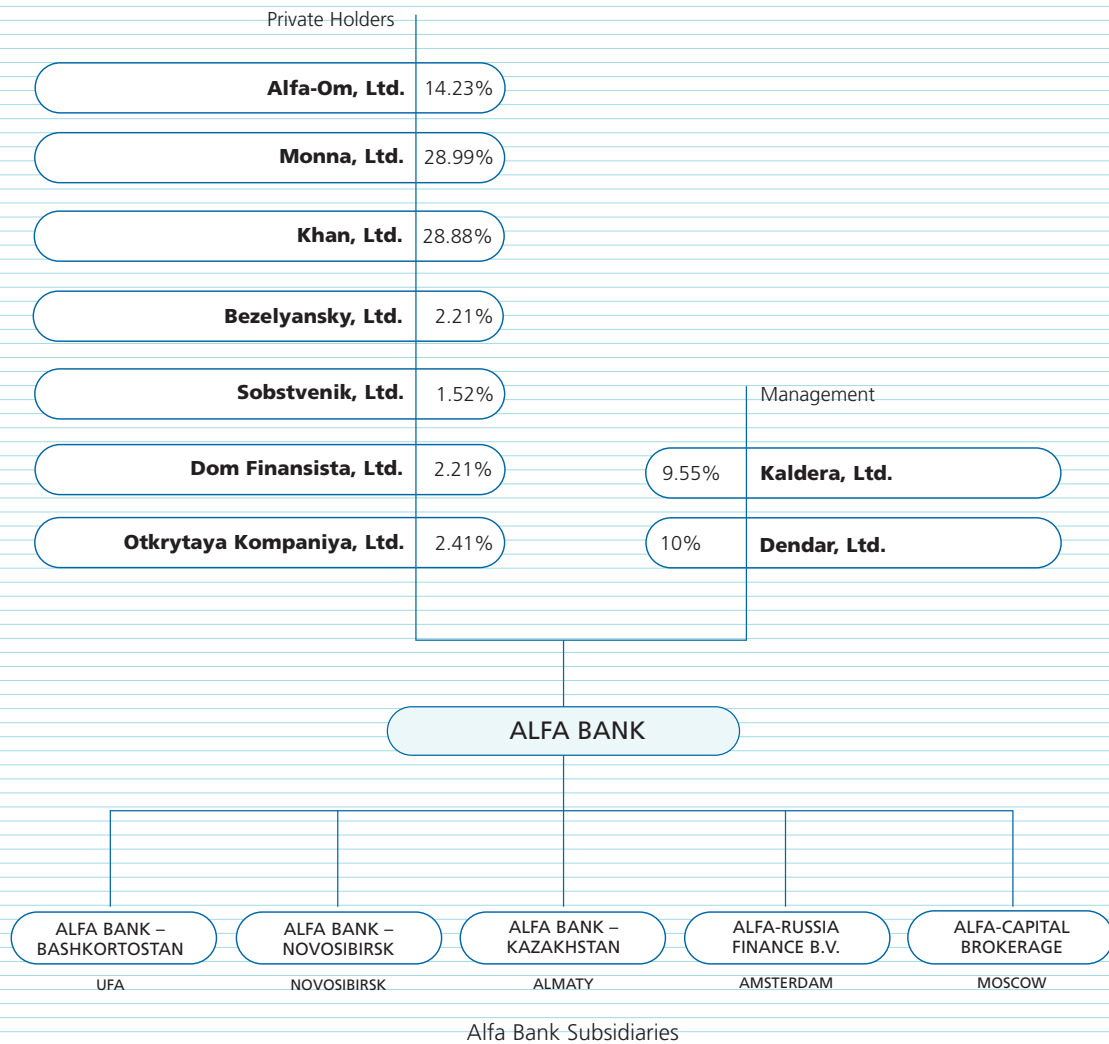 Private Holders
Alfa-Om, Ltd. 14.23%
Monna, Ltd. 28.99%
Khan, Ltd. 28.88%
Bezelyansky, Ltd. 2.21%
Sobstvenik, Ltd. 1.52%
Dom Finansista, Ltd. 2.21%
Otkrytaya Kompaniya, Ltd. 2.41%
Management
9.55% Kaldera, Ltd.
10% Dendar, Ltd.
ALFA BANK
ALFA BANK –
BASHKORTOSTAN
UFA
ALFA BANK –
NOVOSIBIRSK
NOVOSIBIRSK
ALFA BANK –
KAZAKHSTAN
ALMATY
ALFA-RUSSIA
FINANCE B.V.
AMSTERDAM
ALFA-CAPITAL
BROKERAGE
MOSCOW
Alfa Bank Subsidiaries